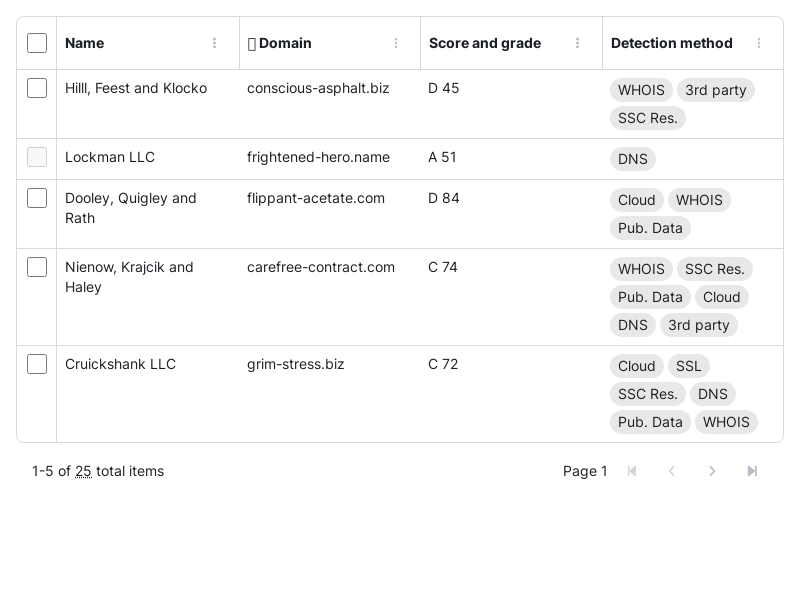 Name Domain Score and grade Detection method
Hilll, Feest and Klocko conscious-asphalt.biz D 45 WHOIS 3rd party
SSC Res.
Lockman LLC frightened-hero.name A 51 DNS
Dooley, Quigley and flippant-acetate.com D 84 Cloud WHOIS
Rath Pub. Data
Nienow, Krajcik and carefree-contract.com C 74 WHOIS SSC Res.
Haley Pub. Data Cloud
DNS 3rd party
Cruickshank LLC grim-stress.biz C 72 Cloud SSL
SSC Res. DNS
Pub. Data WHOIS
1-5 of 25 total items Page 1